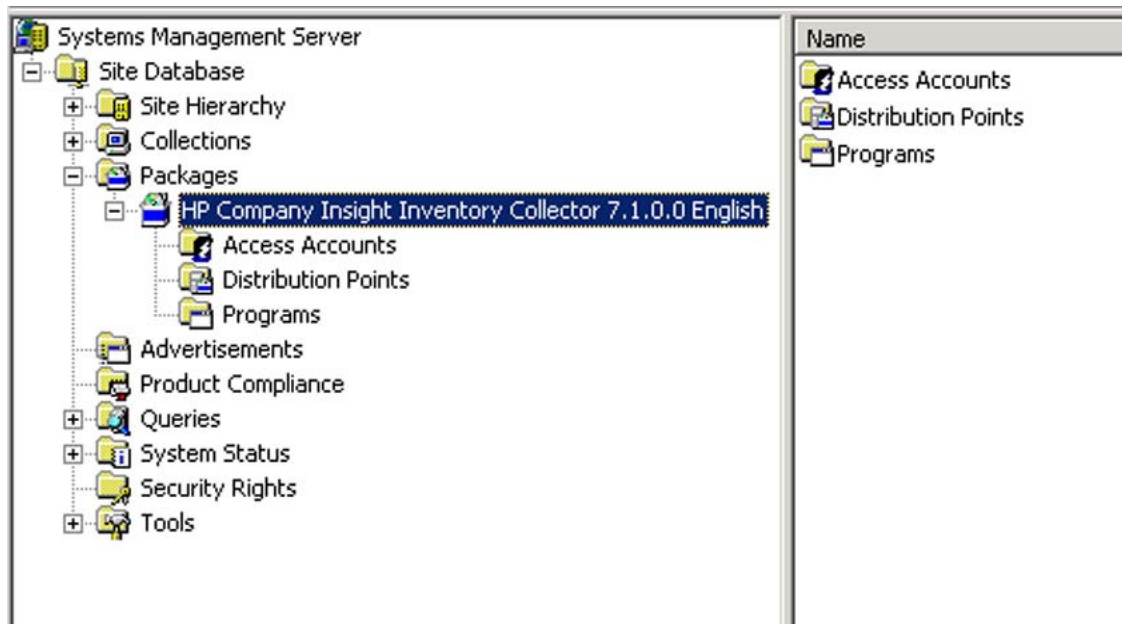 Systems Management Server
Site Database
Site Hierarchy
Collections
Packages
HP Company Insight Inventory Collector 7.1.0.0 English
Access Accounts
Distribution Points
Programs
Advertisements
Product Compliance
Queries
System Status
Security Rights
Tools
Name
Access Accounts
Distribution Points
Programs